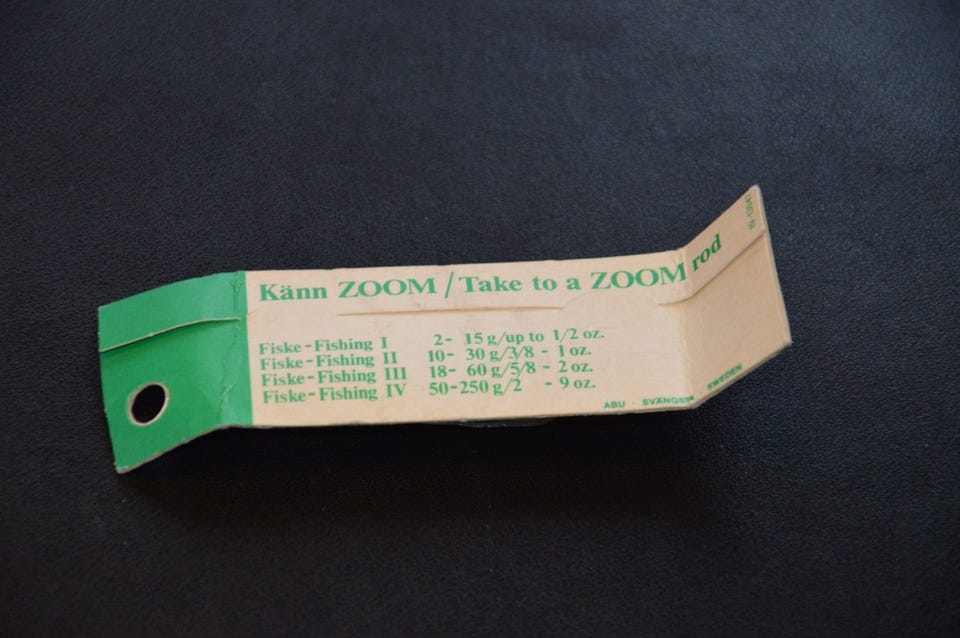 Känn ZOOM / Take to a ZOOM rod
Fiske-Fishing I 2- 15 g/up to 1/2 oz.
Fiske-Fishing II 10- 30 g/3/8 - 1 oz.
Fiske-Fishing III 18- 60 g/5/8 - 2 oz.
Fiske-Fishing IV 50-250 g/2 - 9 oz.
ABU · SVÄNGSTA SWEDEN